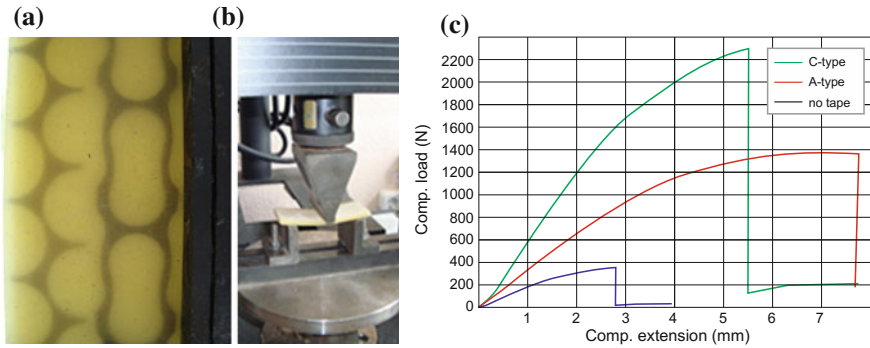 (a)
(b)
(c)
2200
2000
1800
1600
1400
1200
1000
800
600
400
200
0
Comp. load (N)
C-type
A-type
no tape
1 2 3 4 5 6 7
Comp. extension (mm)